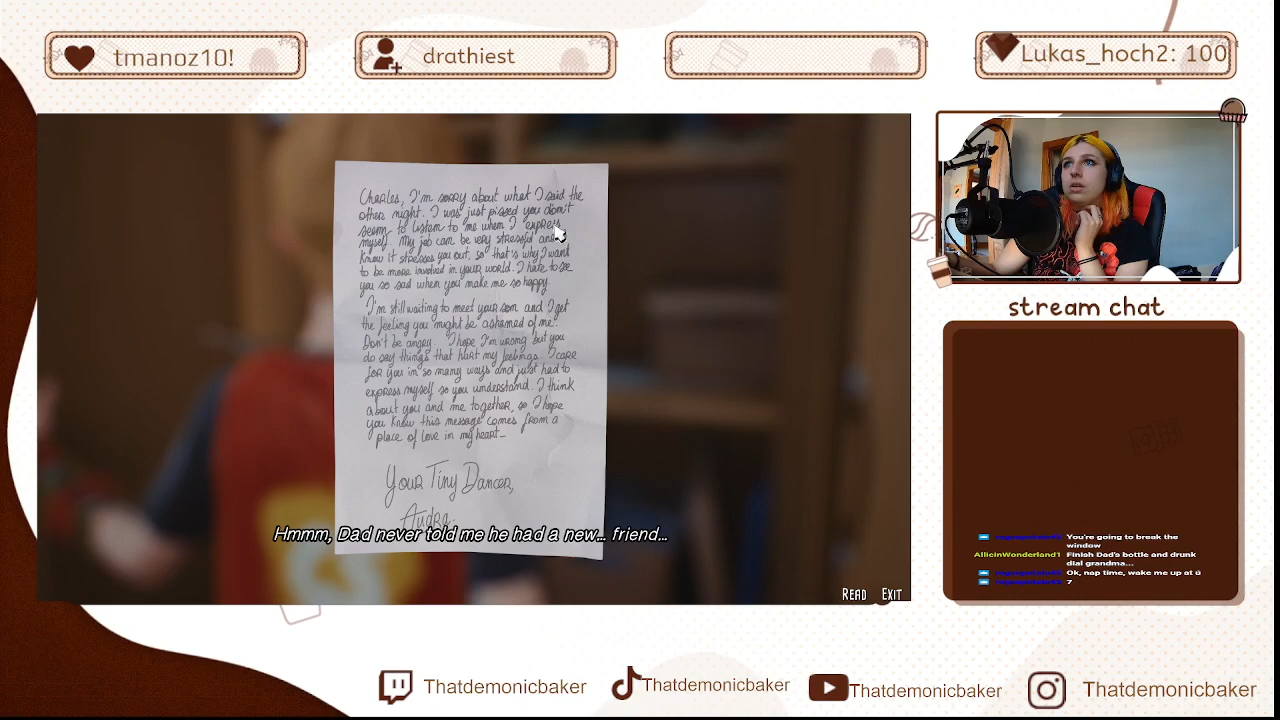 tmanoz10!
drathiest
Lukas_hoch2: 100
Charles, I'm sorry about what I said the
other night. I was just pissed you don't
seem to listen to me when I express
myself. My job can be very stressful and I
know it stresses you out, so that's why I want
to be more involved in your world. I hate to see
you so sad when you make me so happy.
I'm still waiting to meet your son and I get
the feeling you might be ashamed of me?
Don't be angry. I hope I'm wrong but you
do say things that hurt my feelings. I care
for you in so many ways and just had to
express myself so you understand. I think
about you and me together, so I hope
you know this message comes from a
place of love in my heart—
Your Tiny Dancer,
Audra
Hmmm, Dad never told me he had a new... friend...
READ EXIT
stream chat
You're going to break the
window
AllieinWonderland1 Finish Dad's bottle and drunk
dial grandma...
Ok, nap time, wake me up at ú
7
Thatdemonicbaker Thatdemonicbaker Thatdemonicbaker Thatdemonicbaker